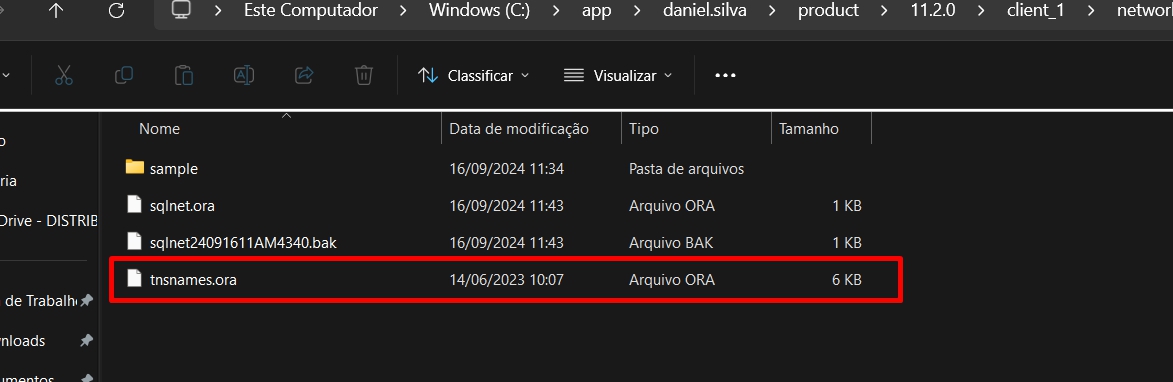 Este Computador > Windows (C:) > app > daniel.silva > product > 11.2.0 > client_1 >
Classificar Visualizar
Nome Data de modificação Tipo Tamanho
sample 16/09/2024 11:34 Pasta de arquivos
ria
sqlnet.ora 16/09/2024 11:43 Arquivo ORA 1 KB
Drive - DISTRIB
sqlnet24091611AM4340.bak 16/09/2024 11:43 Arquivo BAK 1 KB
tnsnames.ora 14/06/2023 10:07 Arquivo ORA 6 KB
de Trabalh
nloads
umentos